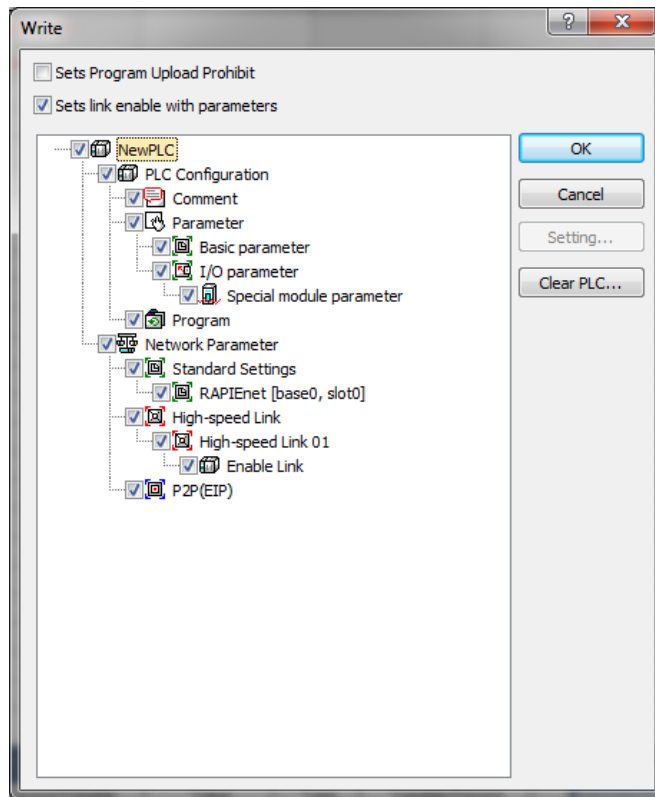 Write
Sets Program Upload Prohibit
Sets link enable with parameters
NewPLC
PLC Configuration
Comment
Parameter
Basic parameter
I/O parameter
Special module parameter
Program
Network Parameter
Standard Settings
RAPIEnet [base0, slot0]
High-speed Link
High-speed Link 01
Enable Link
P2P(EIP)
OK
Cancel
Setting...
Clear PLC...